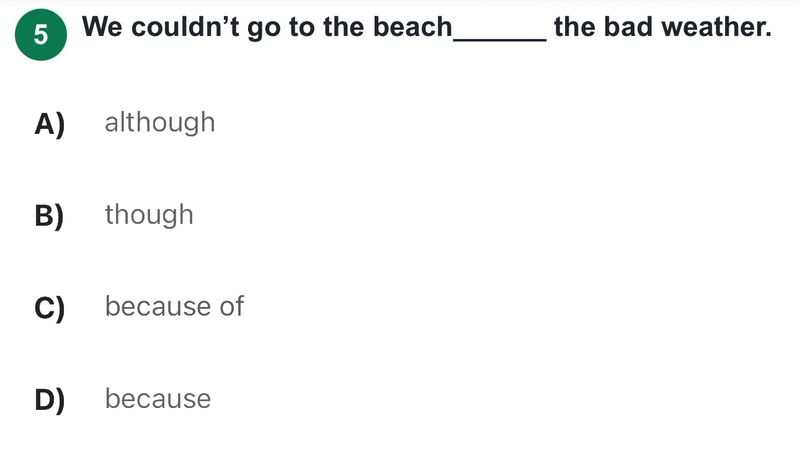 5 We couldn’t go to the beach______ the bad weather.
A) although
B) though
C) because of
D) because